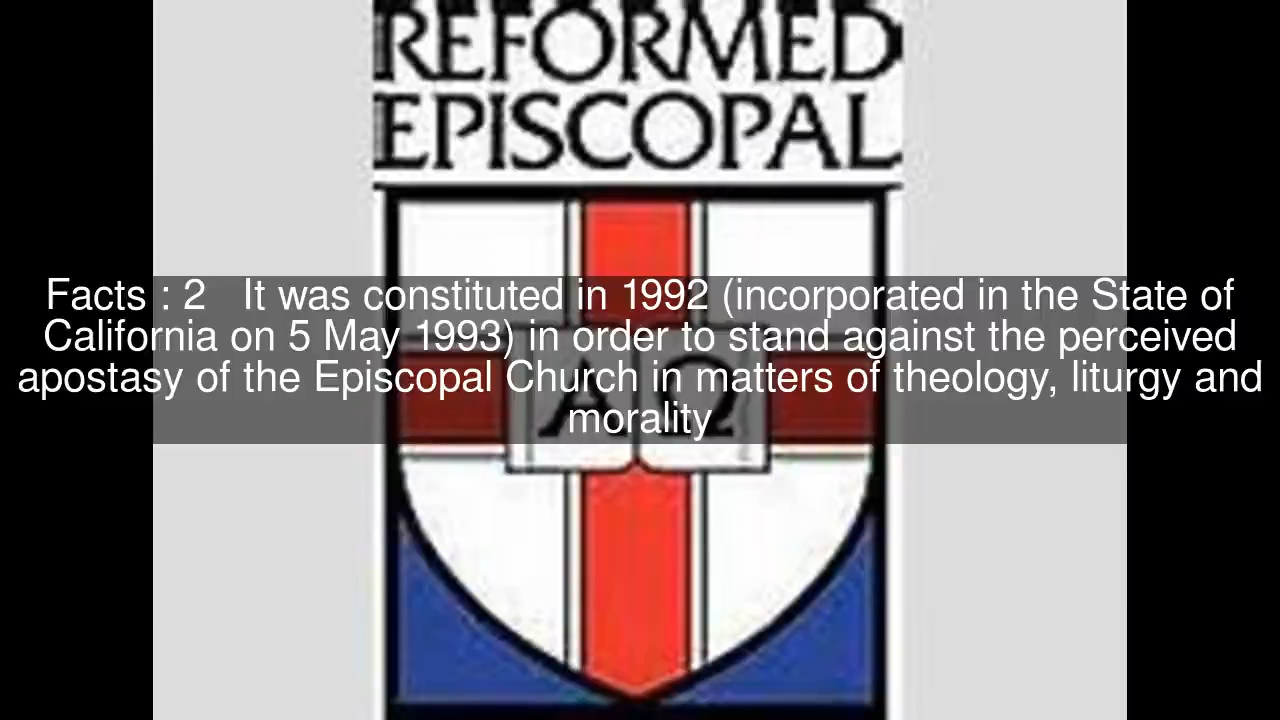 REFORMED
EPISCOPAL
Facts : 2 It was constituted in 1992 (incorporated in the State of
California on 5 May 1993) in order to stand against the perceived
apostasy of the Episcopal Church in matters of theology, liturgy and
morality
Α Ω